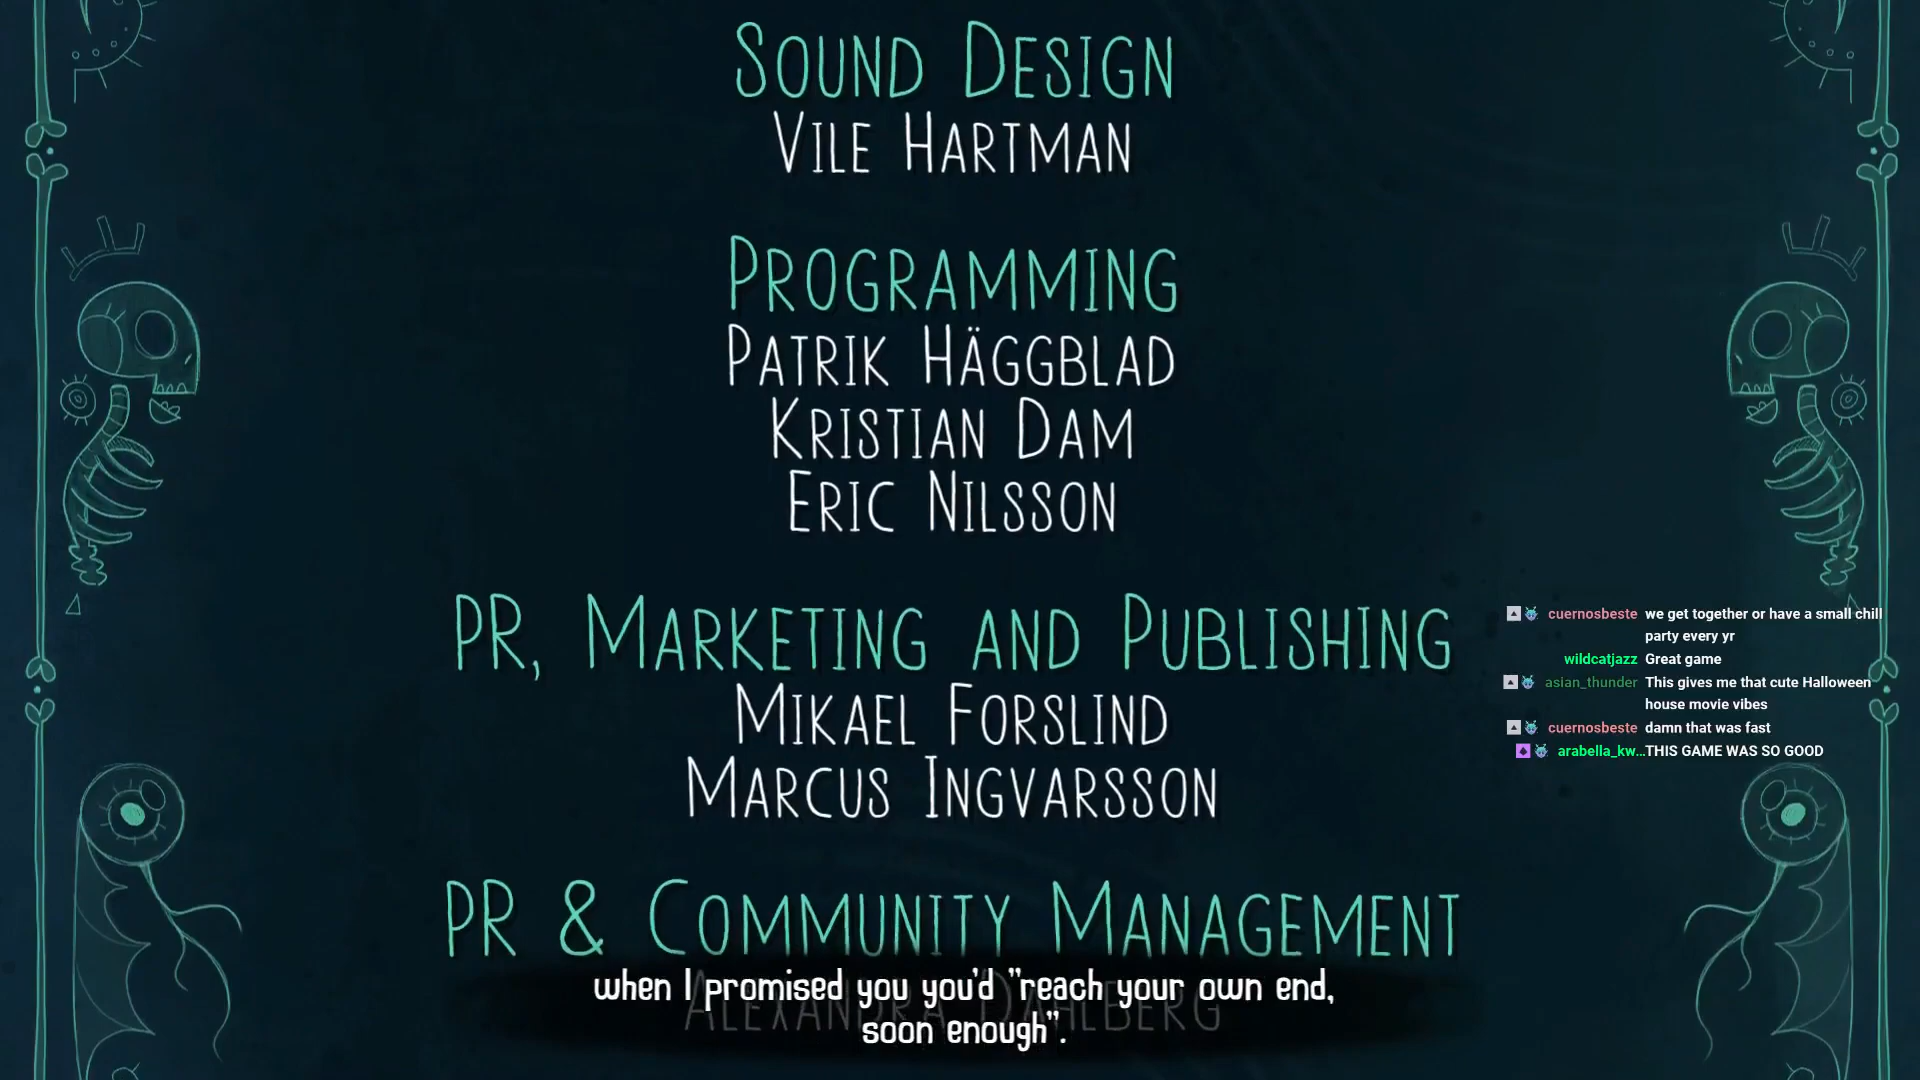 SOUND DESIGN
VILE HARTMAN
PROGRAMMING
PATRIK HÄGGBLAD
KRISTIAN DAM
ERIC NILSSON
PR, MARKETING AND PUBLISHING
MIKAEL FORSLIND
MARCUS INGVARSSON
PR & COMMUNITY MANAGEMENT
ALEXANDRA DAHLBERG
when I promised you you'd "reach your own end,
soon enough".
cuernosbeste we get together or have a small chill
party every yr
wildcatjazz Great game
asian_thunder This gives me that cute Halloween
house movie vibes
cuernosbeste damn that was fast
arabella_kw... THIS GAME WAS SO GOOD